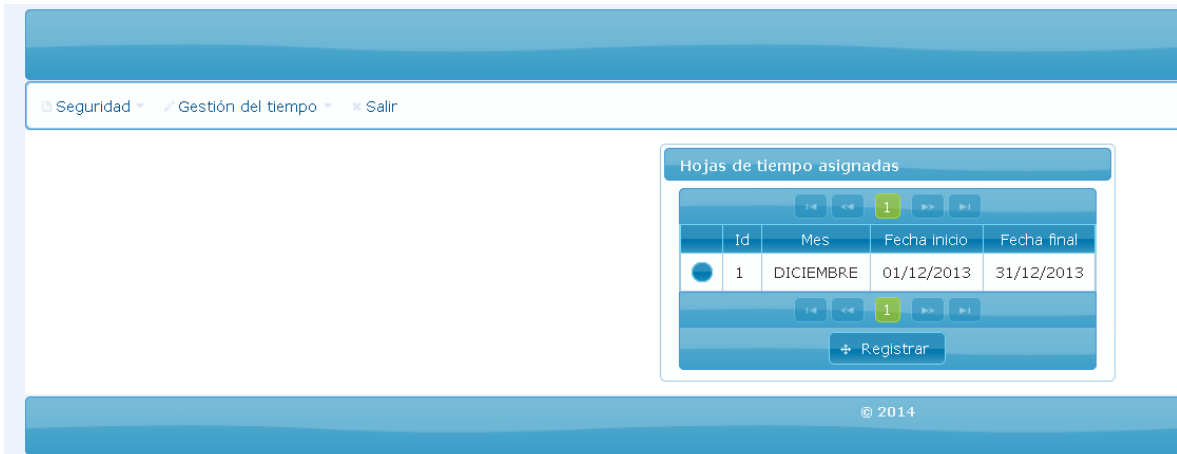 Seguridad Gestión del tiempo Salir
Hojas de tiempo asignadas
1
Id Mes Fecha inicio Fecha final
1 DICIEMBRE 01/12/2013 31/12/2013
1
Registrar
© 2014